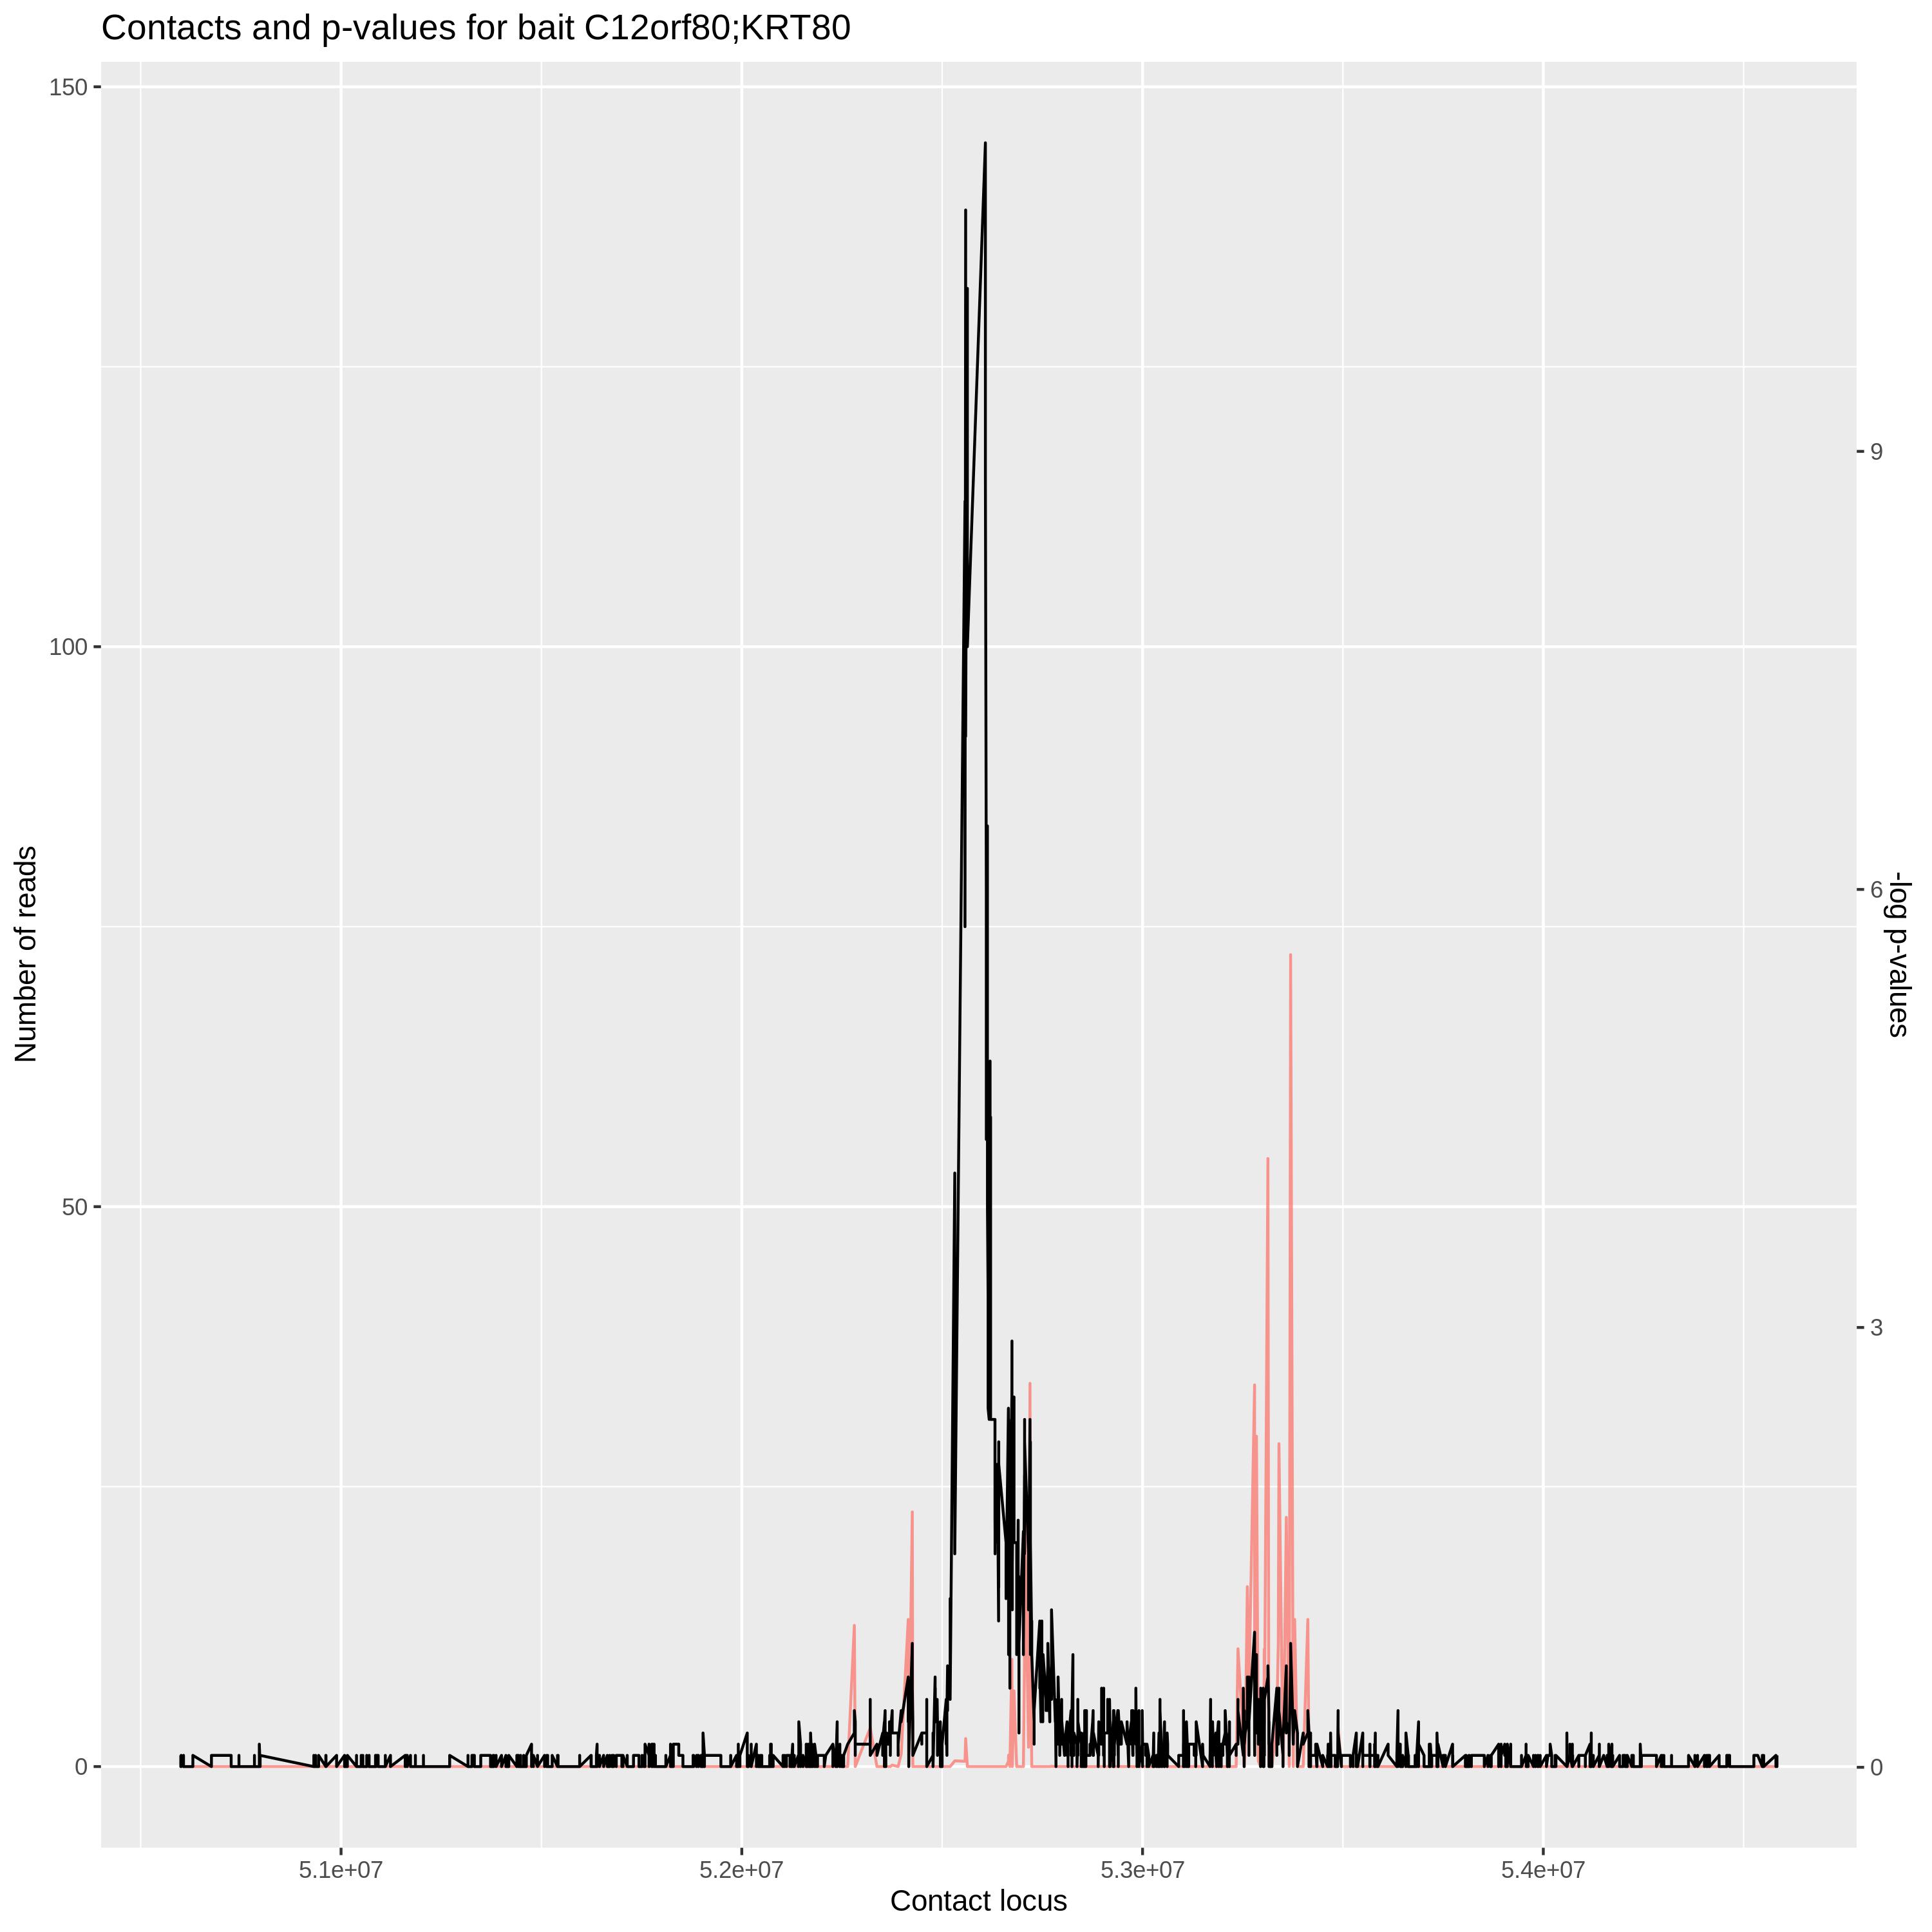 Contacts and p-values for bait C12orf80;KRT80
150
100
50
0
Number of reads
9
6
3
0
-log p-values
5.1e+07
5.2e+07
5.3e+07
5.4e+07
Contact locus